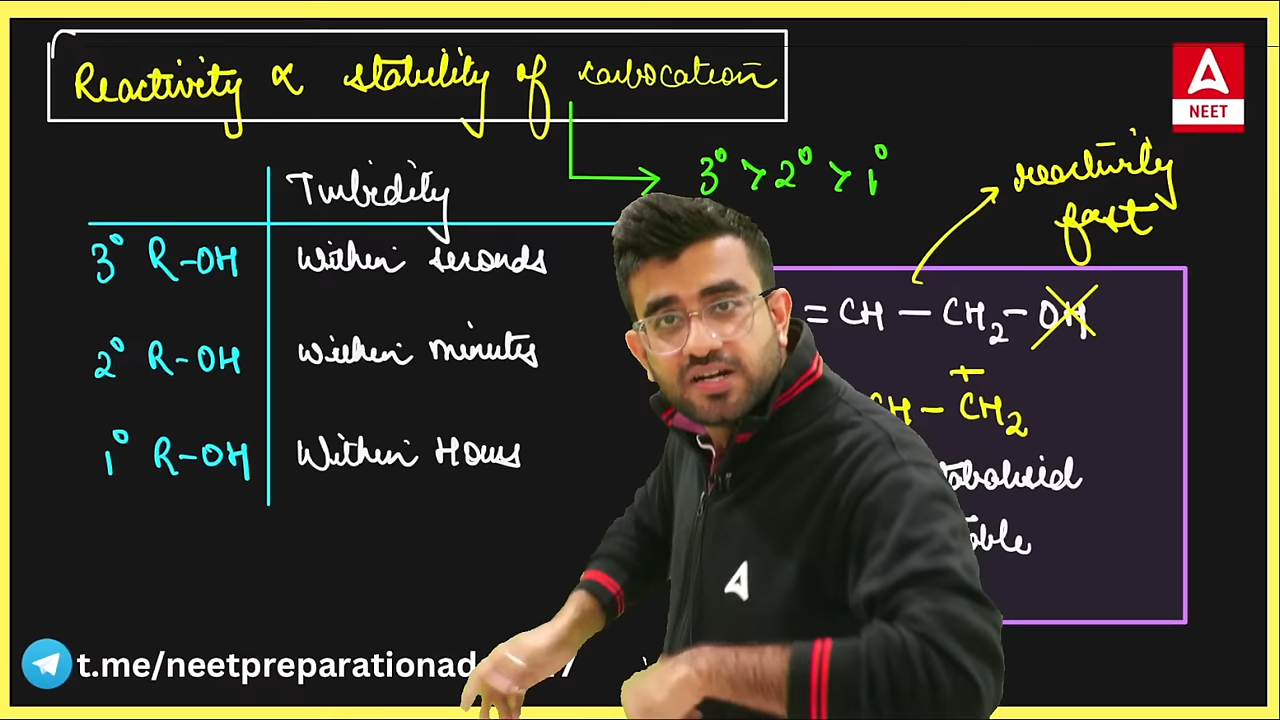 Reactivity ∝ stability of carbocation
NEET
3° > 2° > 1°
reactivity
fast
Turbidity
3° R-OH Within seconds
= CH - CH2 - OH
2° R-OH Within minutes
+
CH - CH2
1° R-OH Within Hours
t.me/neetpreparationad